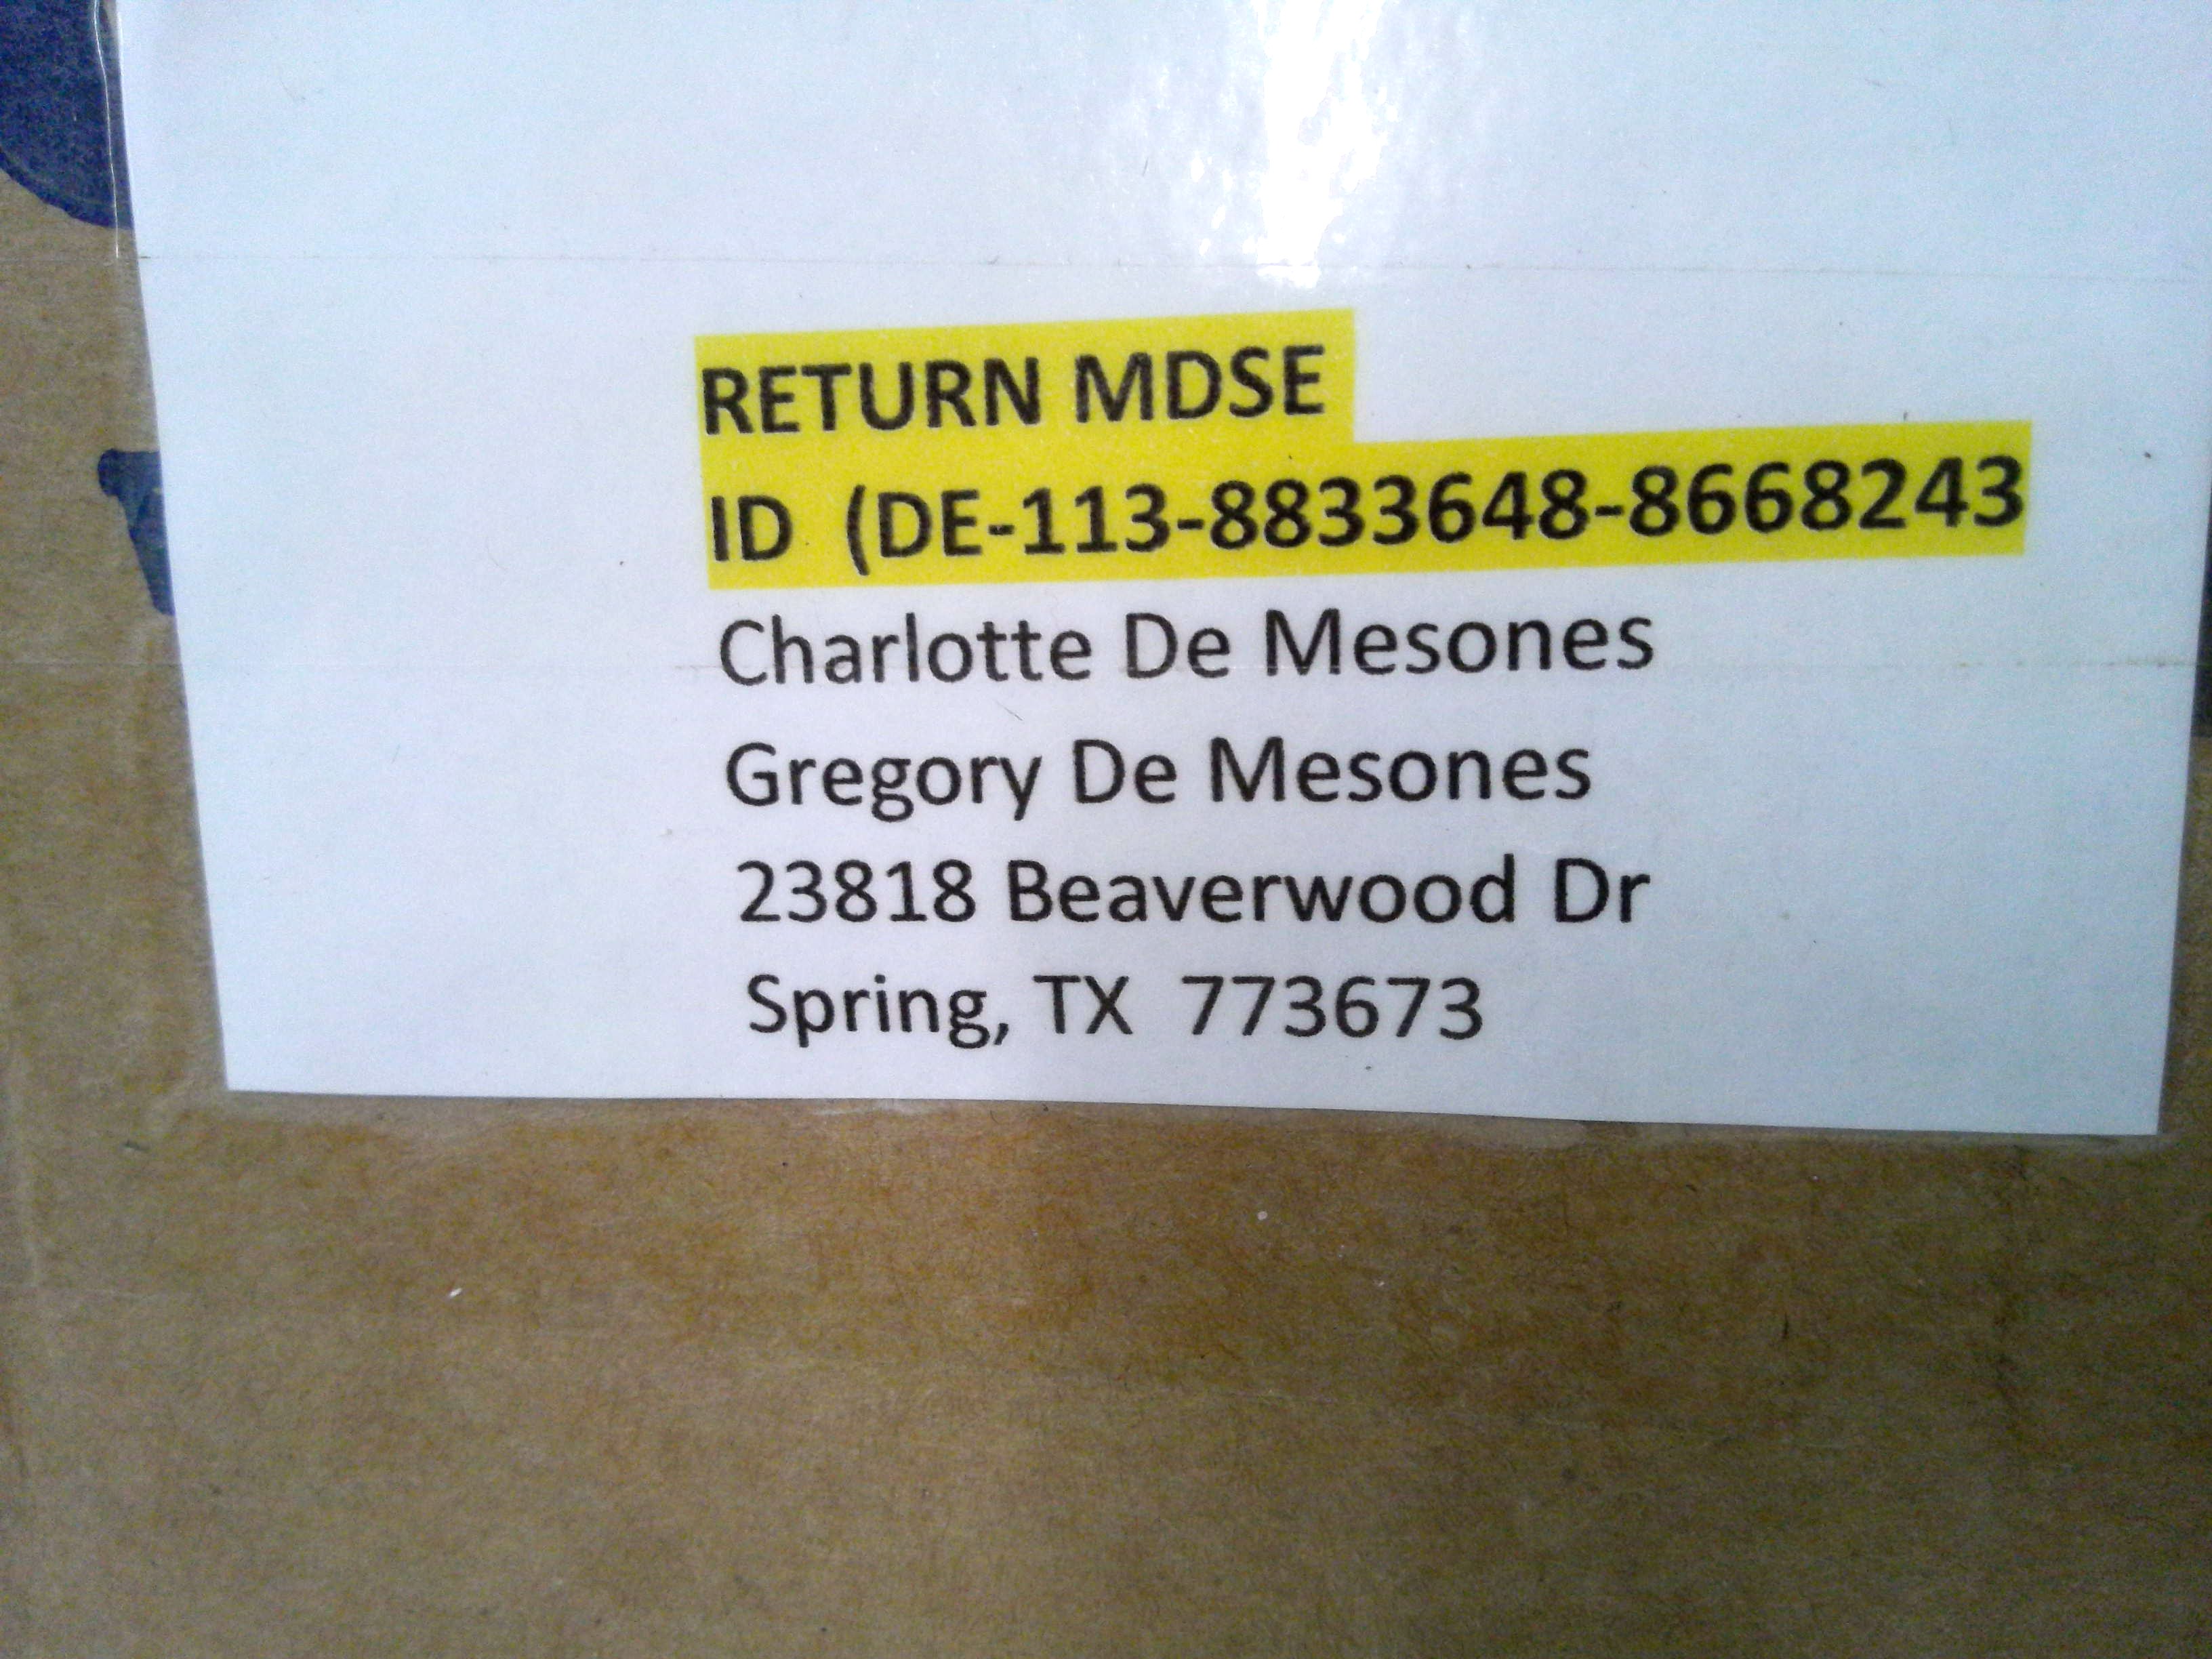 RETURN MDSE
ID (DE-113-8833648-8668243
Charlotte De Mesones
Gregory De Mesones
23818 Beaverwood Dr
Spring, TX 773673